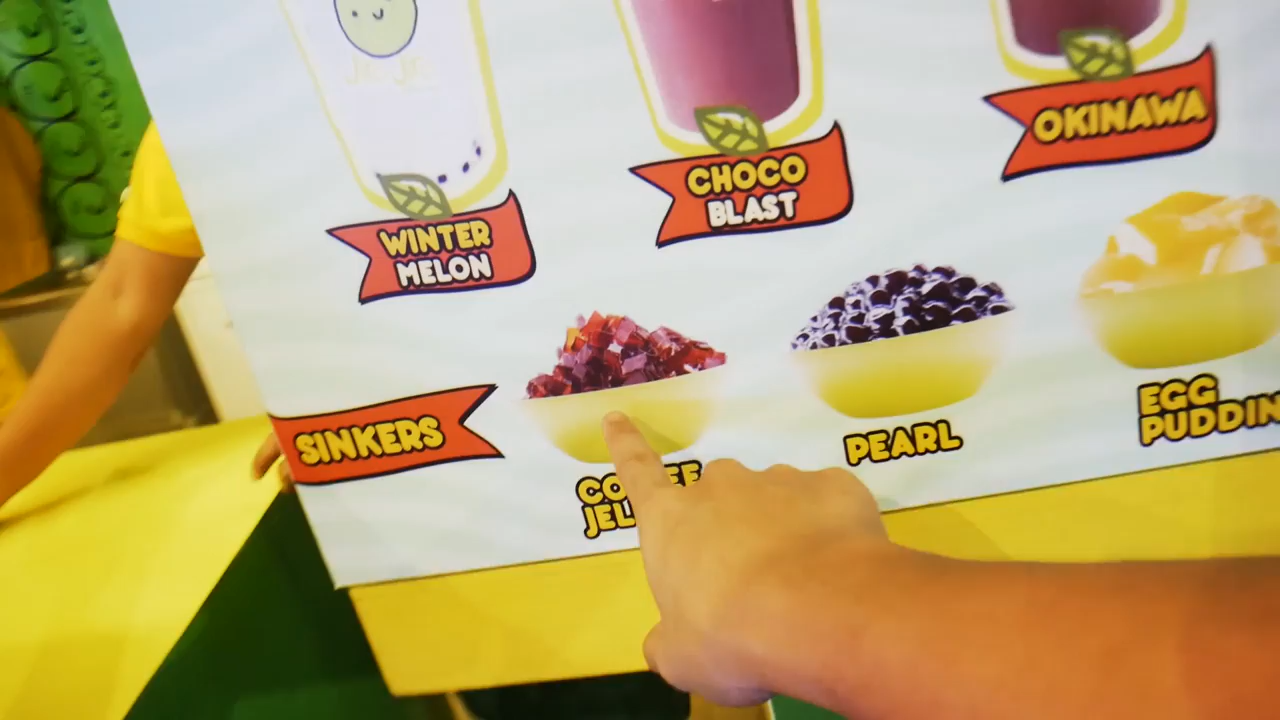 WINTER
MELON
CHOCO
BLAST
OKINAWA
SINKERS
PEARL
EGG